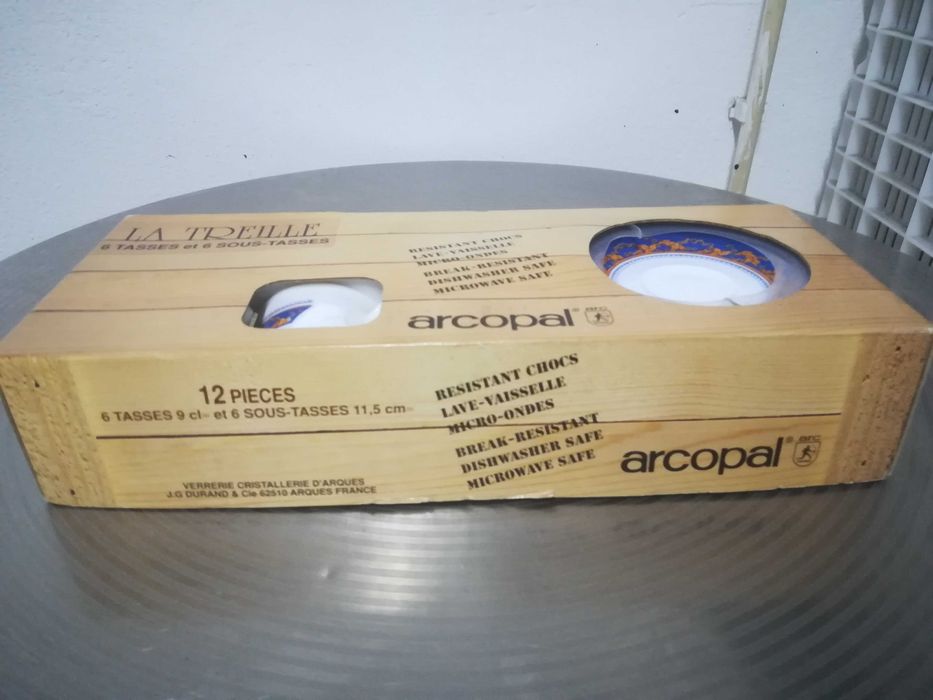 LA TREILLE
6 TASSES et 6 SOUS-TASSES
RESISTANT CHOCS
LAVE-VAISSELLE
MICRO-ONDES
BREAK-RESISTANT
DISHWASHER SAFE
MICROWAVE SAFE
arcopal®
12 PIECES
6 TASSES 9 cl et 6 SOUS-TASSES 11,5 cm
VERRERIE CRISTALLERIE D'ARQUES
J.G DURAND & Cie 62510 ARQUES FRANCE
RESISTANT CHOCS
LAVE-VAISSELLE
MICRO-ONDES
BREAK-RESISTANT
DISHWASHER SAFE
MICROWAVE SAFE
arcopal®